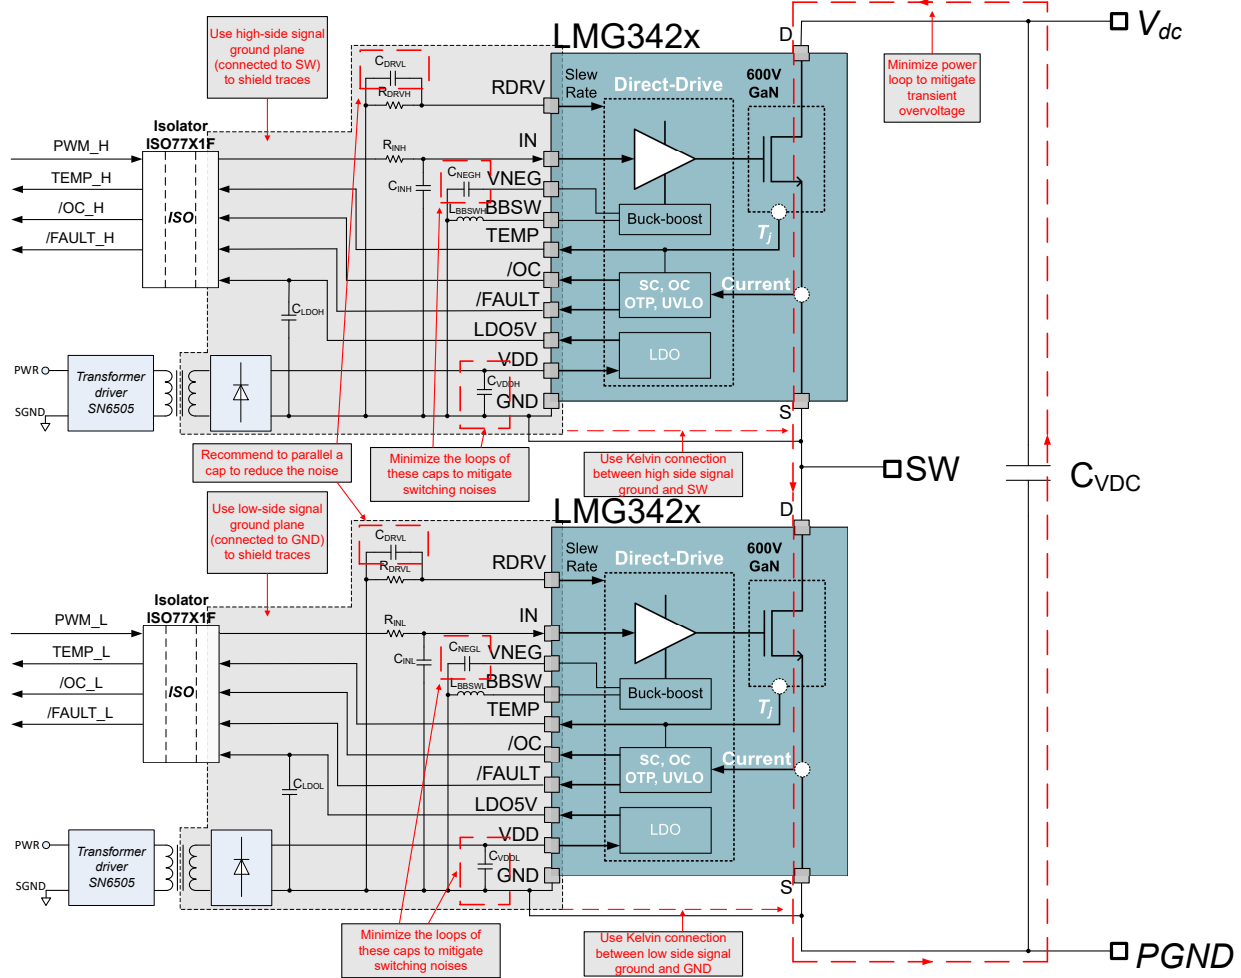 Use high-side signal
ground plane
(connected to SW)
to shield traces
C_DRVL
R_DRVH
LMG342x
D
V_dc
Minimize power
loop to mitigate
transient
overvoltage
RDRV
Slew
Rate
Direct-Drive
600V
GaN
Isolator
ISO77X1F
PWM_H
TEMP_H
/OC_H
/FAULT_H
ISO
R_INH
C_INH
C_NEGH
L_BBSWH
IN
VNEG
BBSW
TEMP
/OC
/FAULT
LDO5V
VDD
GND
Buck-boost
T_j
SC, OC
OTP, UVLO
Current
LDO
C_LDOH
C_VDDH
PWR
SGND
Transformer
driver
SN6505
S
Recommend to parallel a
cap to reduce the noise
Minimize the loops of
these caps to mitigate
switching noises
Use Kelvin connection
between high side signal
ground and SW
SW
C_VDC
Use low-side signal
ground plane
(connected to GND)
to shield traces
C_DRVL
R_DRVL
LMG342x
D
RDRV
Slew
Rate
Direct-Drive
600V
GaN
Isolator
ISO77X1F
PWM_L
TEMP_L
/OC_L
/FAULT_L
ISO
R_INL
C_INL
C_NEGL
L_BBSWL
IN
VNEG
BBSW
TEMP
/OC
/FAULT
LDO5V
VDD
GND
Buck-boost
T_j
SC, OC
OTP, UVLO
Current
LDO
C_LDOL
C_VDDL
PWR
SGND
Transformer
driver
SN6505
S
Minimize the loops of
these caps to mitigate
switching noises
Use Kelvin connection
between low side signal
ground and GND
PGND